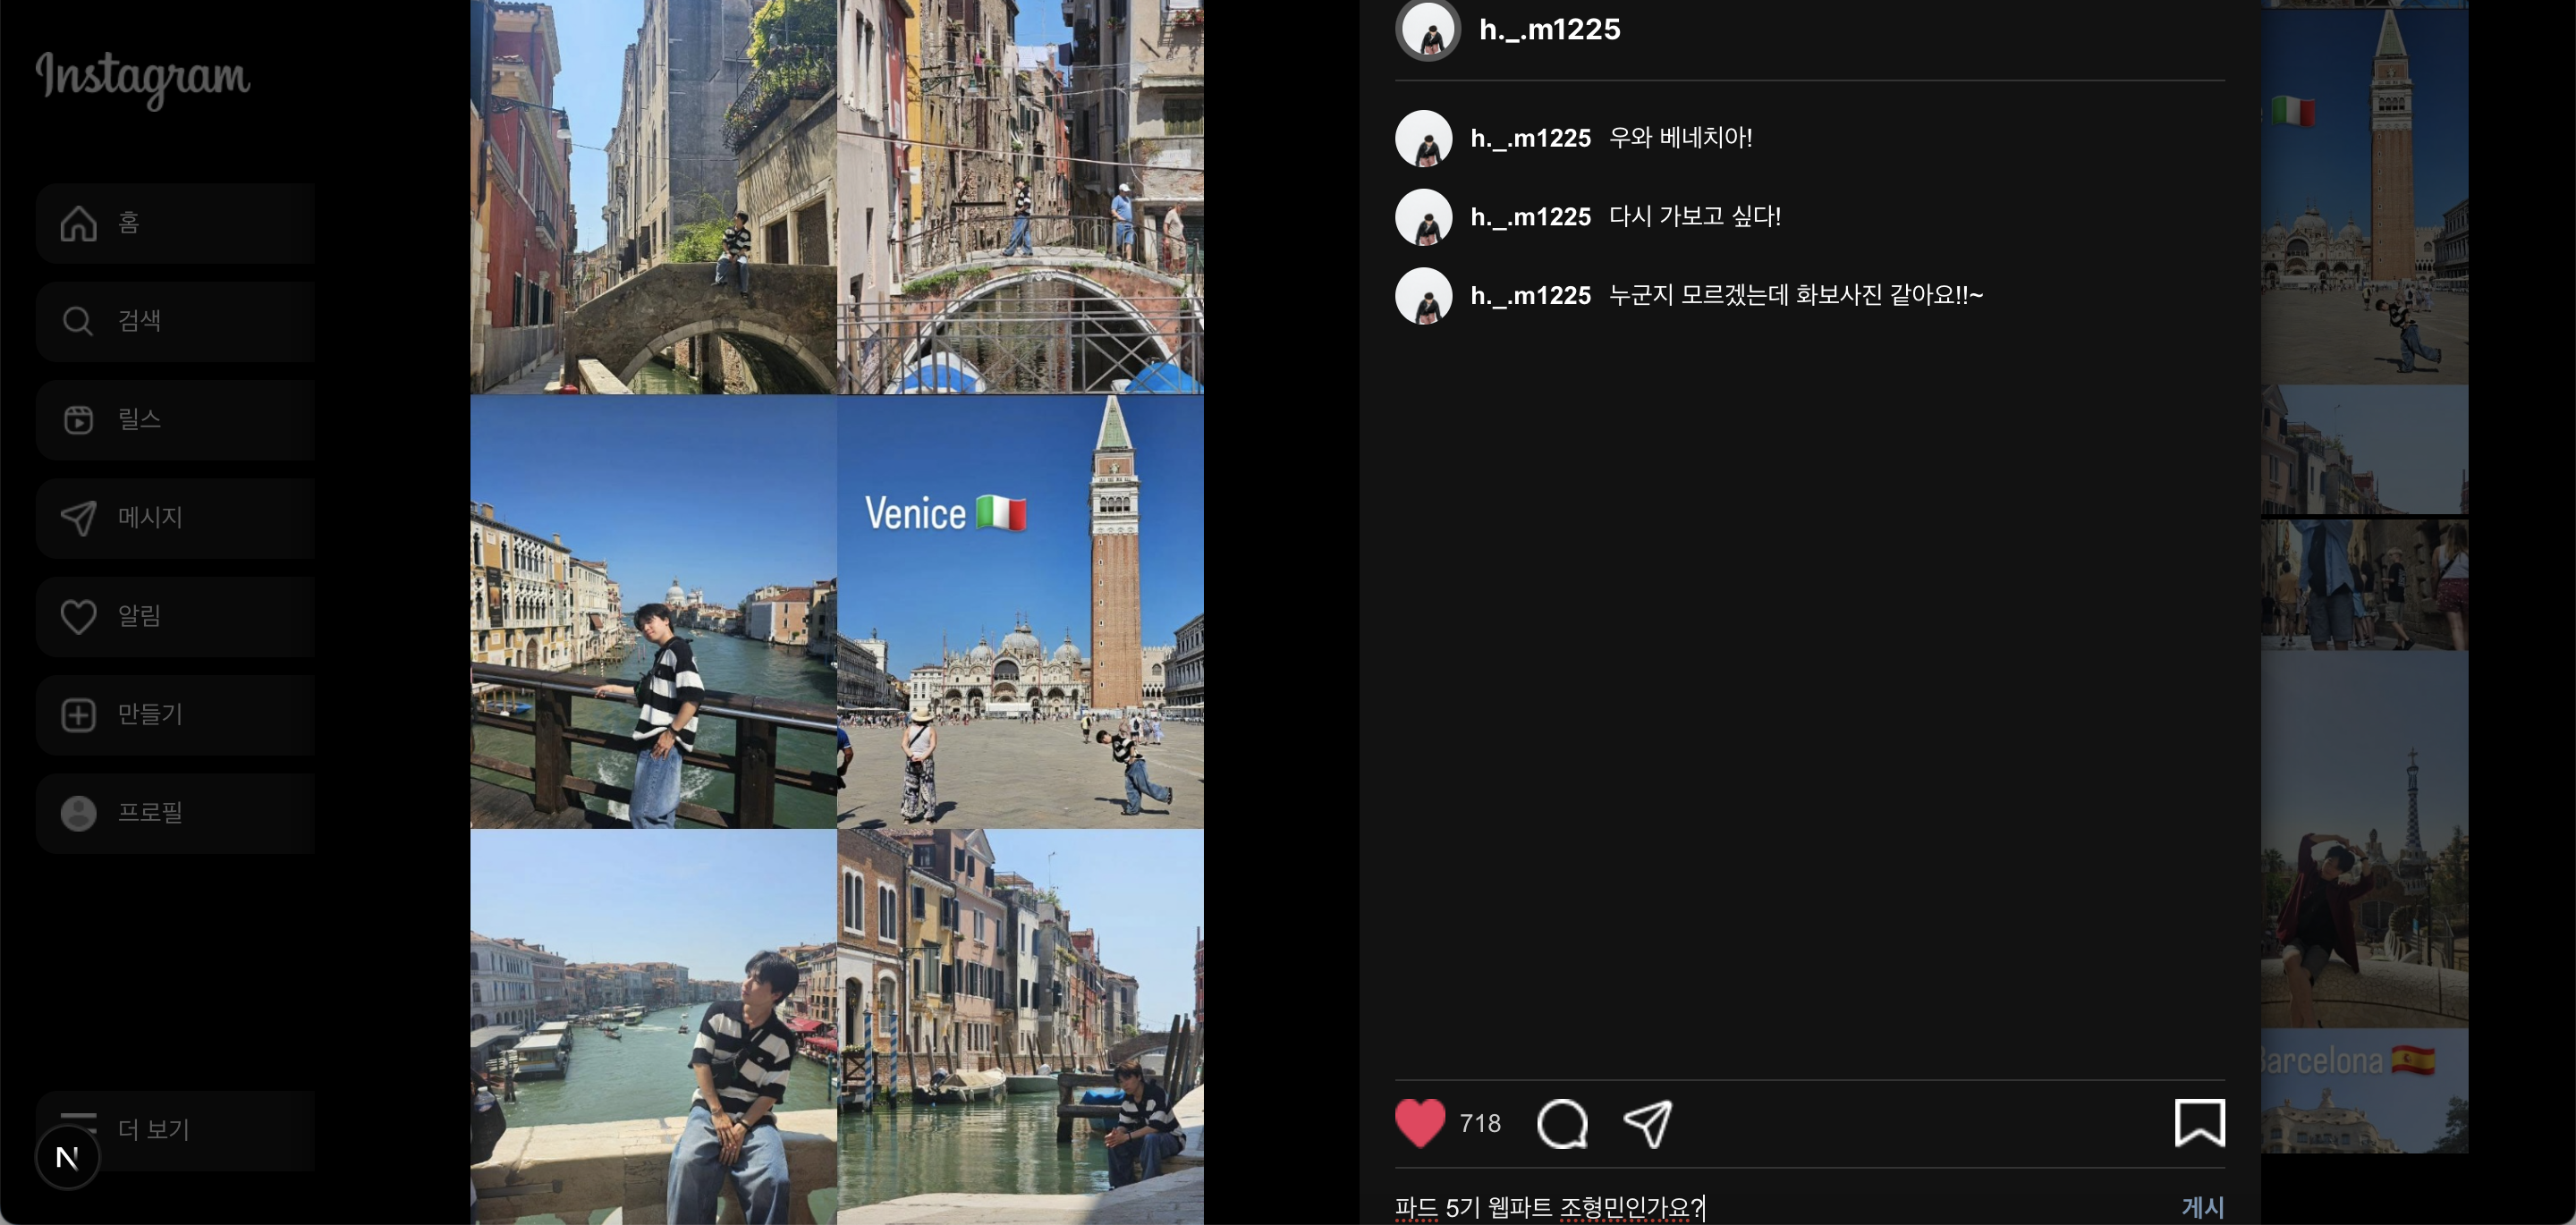 Instagram
홈
검색
릴스
메시지
알림
만들기
프로필
더 보기
N
Venice 🇮🇹
h._.m1225
h._.m1225 우와 베네치아!
h._.m1225 다시 가보고 싶다!
h._.m1225 누군지 모르겠는데 화보사진 같아요!!~
718
파드 5기 웹파트 조형민인가요?
게시
🇮🇹
Barcelona 🇪🇸